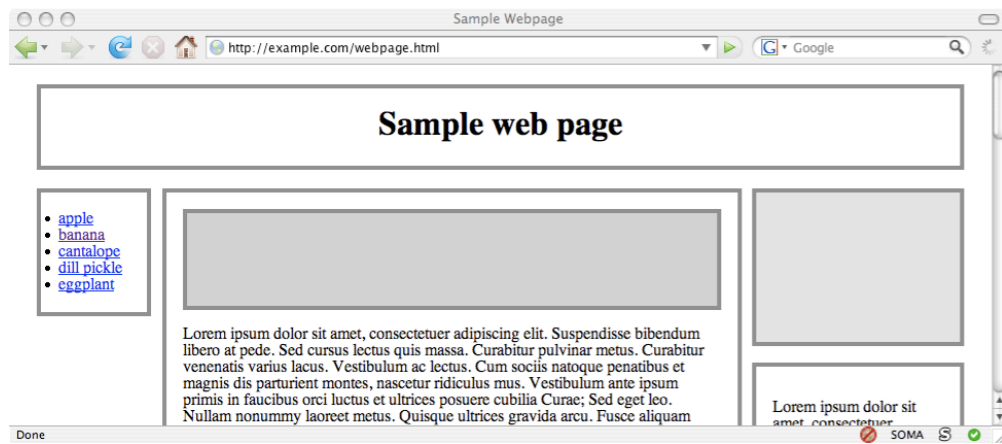 Sample Webpage
http://example.com/webpage.html
Google
Sample web page
apple
banana
cantalope
dill pickle
eggplant
Lorem ipsum dolor sit amet, consectetuer adipiscing elit. Suspendisse bibendum
libero at pede. Sed cursus lectus quis massa. Curabitur pulvinar metus. Curabitur
venenatis varius lacus. Vestibulum ac lectus. Cum sociis natoque penatibus et
magnis dis parturient montes, nascetur ridiculus mus. Vestibulum ante ipsum
primis in faucibus orci luctus et ultrices posuere cubilia Curae; Sed eget leo.
Nullam nonummy laoreet metus. Quisque ultrices gravida arcu. Fusce aliquam
Lorem ipsum dolor sit
amet, consectetuer
Done
SOMA